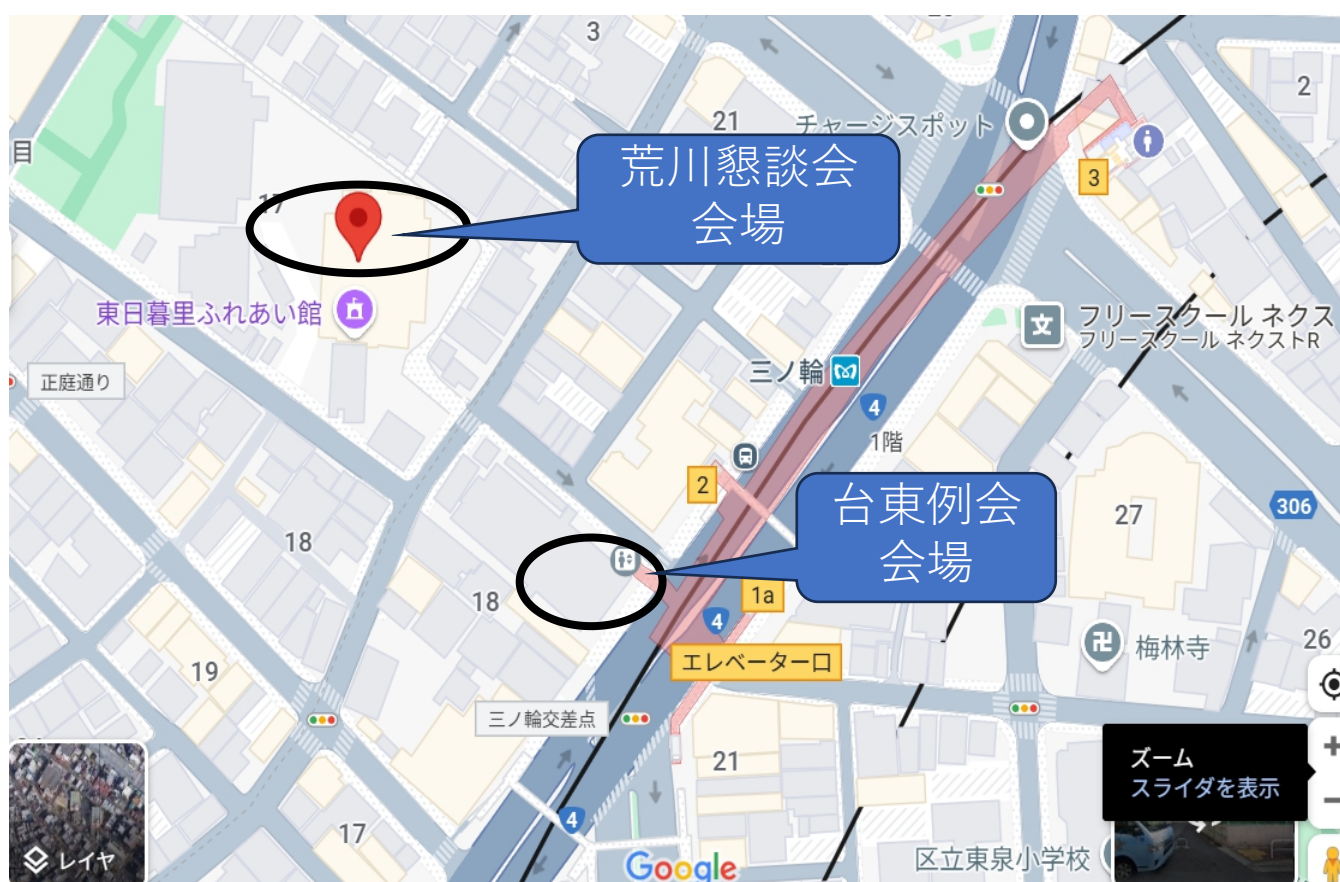 3
2
目
21
チャージスポット
荒川懇談会
会場
3
17
東日暮里ふれあい館
フリースクール ネクス
フリースクール ネクストR
正庭通り
三ノ輪
4
1階
2
台東例会
会場
306
27
18
18
1a
4
エレベーター口
梅林寺
26
19
三ノ輪交差点
21
ズーム
スライダを表示
4
17
レイヤ
Google
区立東泉小学校